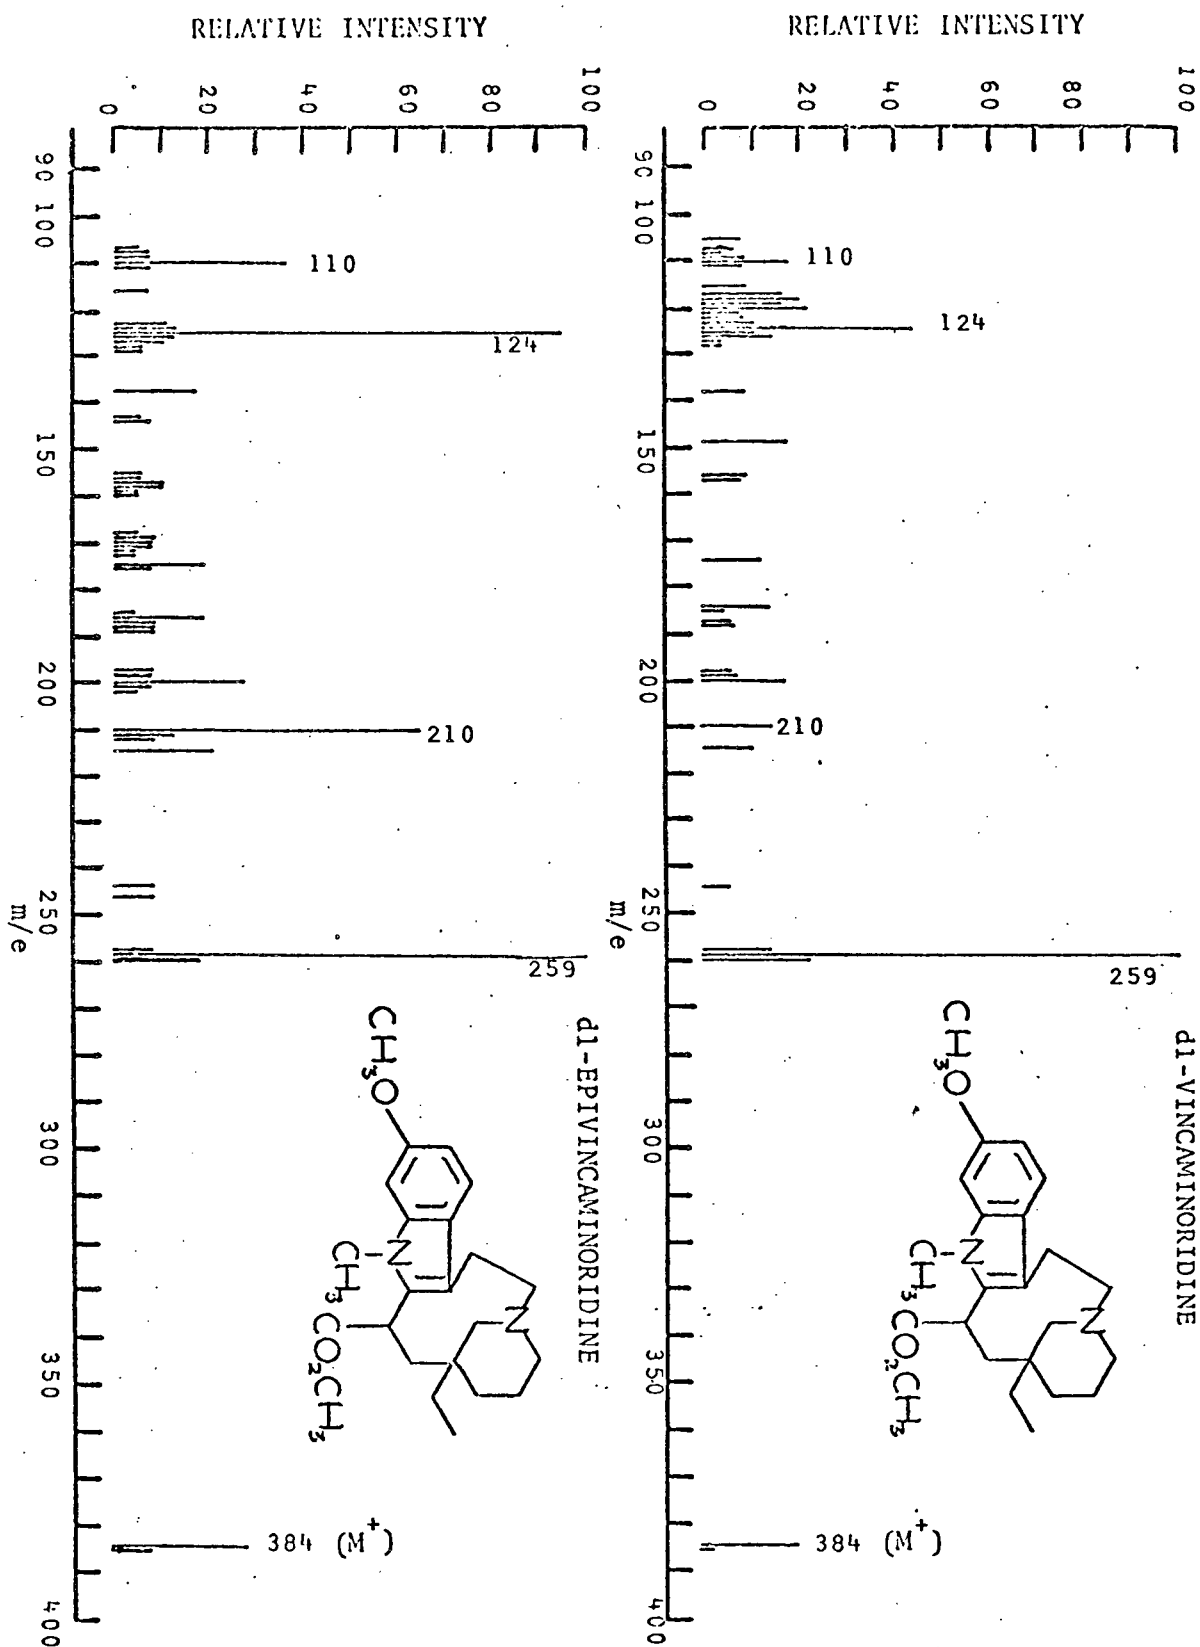 RELATIVE INTENSITY
0
20
40
60
80
100
90 100
150
200
250
300
350
400
m/e
110
124
210
259
384 (M⁺)
dl-VINCAMINORIDINE
CH₃O
N
CH₃
CO₂CH₃
N
RELATIVE INTENSITY
0
20
40
60
80
100
90 100
150
200
250
300
350
400
m/e
110
124
210
259
384 (M⁺)
dl-EPIVINCAMINORIDINE
CH₃O
N
CH₃
CO₂CH₃
N